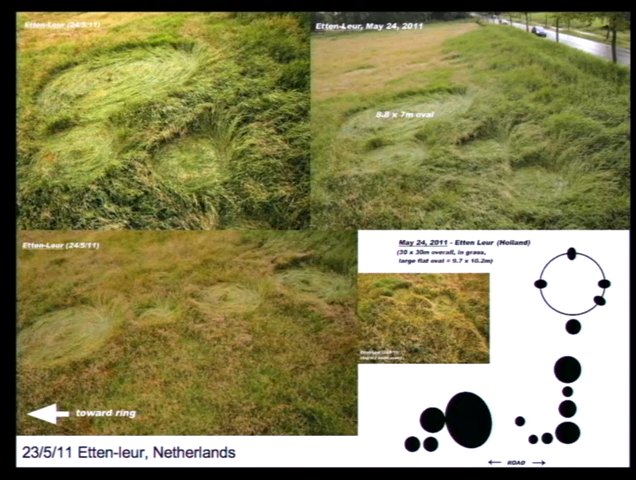 Etten-Leur (24/5/11)
Etten-Leur, May 24, 2011
8.8 x 7m oval
Etten-Leur (24/5/11)
toward ring
May 24, 2011 - Etten Leur (Holland)
(30 x 30m overall, in grass,
large flat oval = 9.7 x 10.2m)
ROAD
23/5/11 Etten-leur, Netherlands